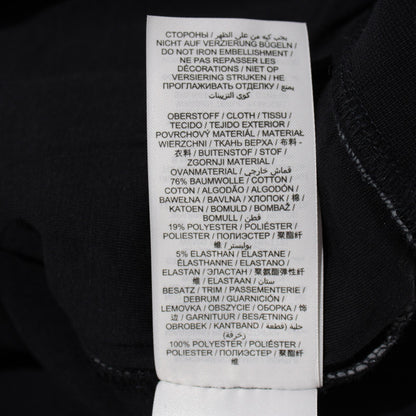 يجب كيه من على الظهر / СТОРОНЫ
NICHT AUF VERZIERUNG BÜGELN /
DO NOT IRON EMBELLISHMENT /
NE PAS REPASSER LES
DÉCORATIONS / NIET OP
VERSIERING STRIJKEN / НЕ
ПРОГЛАЖИВАТЬ ОТДЕЛКУ / يمنع
كوي التزيينات
OBERSTOFF / CLOTH / TISSU /
TECIDO / TEJIDO EXTERIOR /
POVRCHOVÝ MATERIÁL / MATERIAŁ
WIERZCHNI / ТКАНЬ ВЕРХА / 布料 -
衣料 / BUITENSTOF / STOF /
ZGORNJI MATERIAL /
OVANMATERIAL / قماش خارجي
76% BAUMWOLLE / COTTON /
COTON / ALGODÃO / ALGODÓN /
BAWEŁNA / BAVLNA / ХЛОПОК / 棉 /
KATOEN / BOMULD / BOMBAŽ /
BOMULL / قطن
19% POLYESTER / POLIÉSTER /
POLIESTER / ПОЛИЭСТЕР / 聚酯纤
维 / POLYESTER / بوليستر
5% ELASTHAN / ELASTANE /
ÉLASTHANNE / ELASTANO /
ELASTAN / ЭЛАСТАН / 聚氨酯弹性纤
维 / ELASTAAN / ستان
BESATZ / TRIM / PASSEMENTERIE /
DEBRUM / GUARNICIÓN /
LEMOVKA / OBSZYCIE / ОБОРКА / 饰
边 / GARNITUUR / BESÆTNING /
OBROBEK / KANTBAND / حلية (قطعة
زخرفة)
100% POLYESTER / POLIÉSTER /
POLIESTER / ПОЛИЭСТЕР / 聚酯纤
维